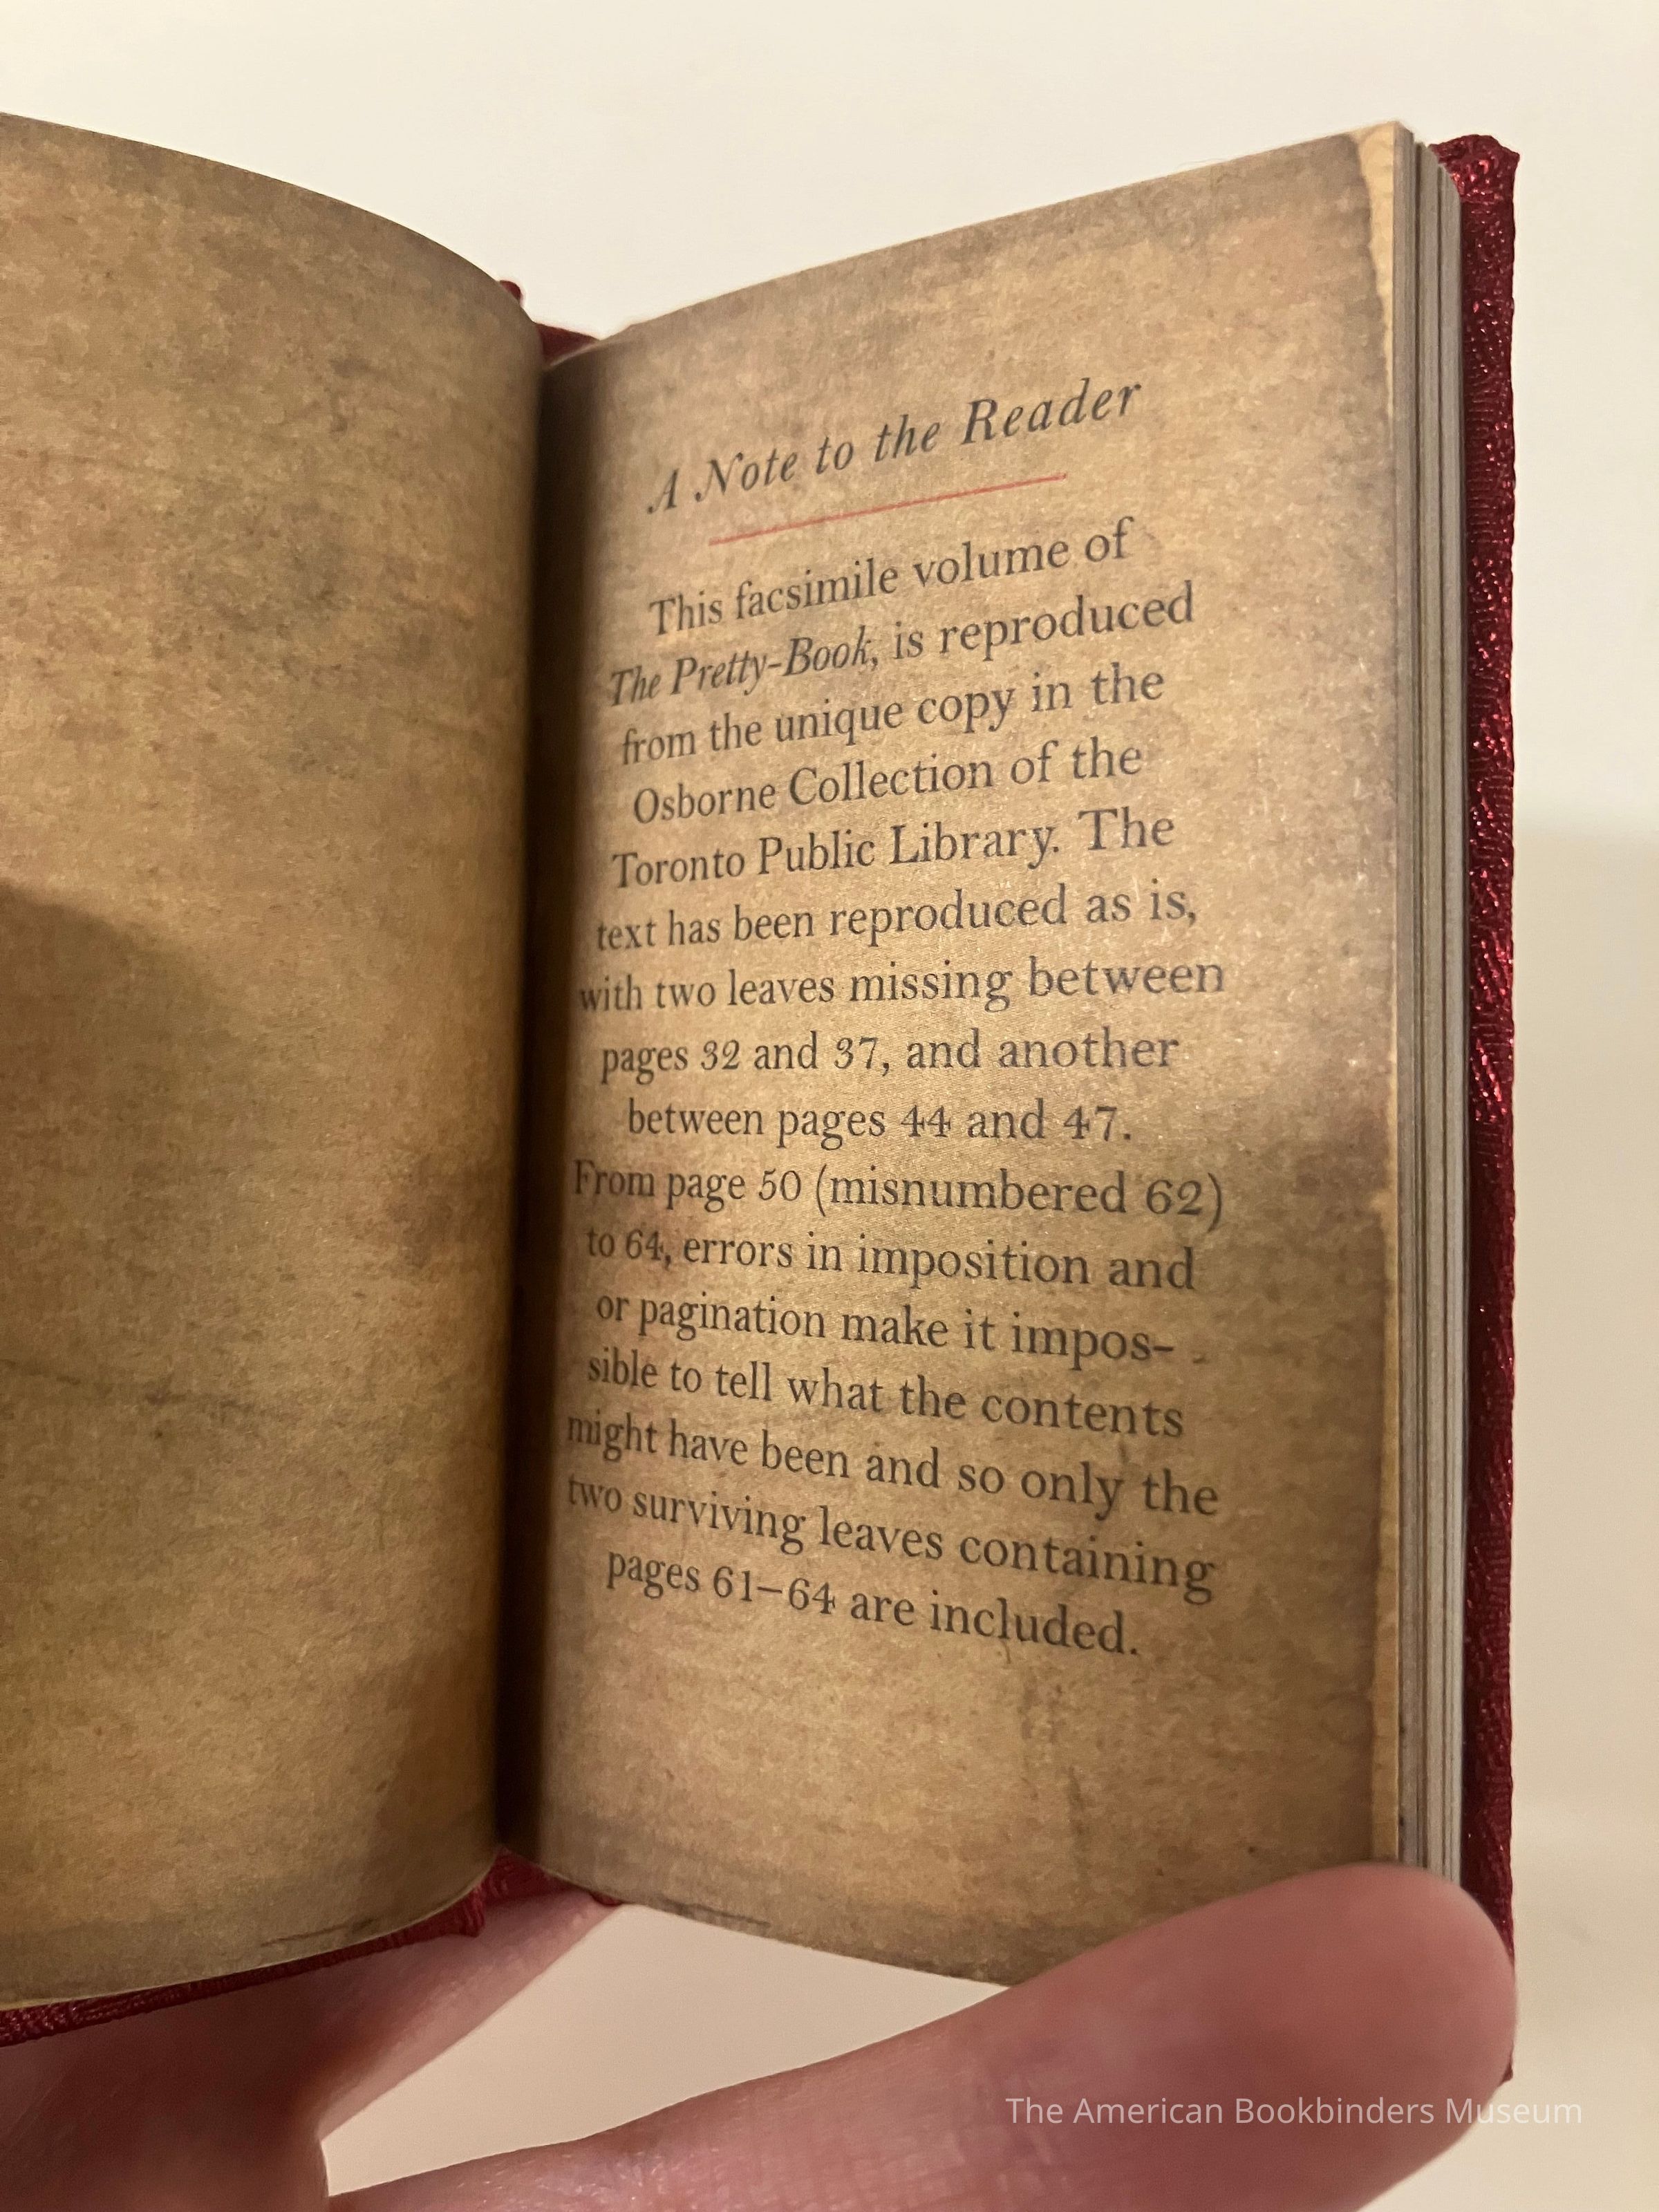 A Note to the Reader
This facsimile volume of
The Pretty-Book, is reproduced
from the unique copy in the
Osborne Collection of the
Toronto Public Library. The
text has been reproduced as is,
with two leaves missing between
pages 32 and 37, and another
between pages 44 and 47.
From page 50 (misnumbered 62)
to 64, errors in imposition and
or pagination make it impos-
sible to tell what the contents
might have been and so only the
two surviving leaves containing
pages 61–64 are included.
The American Bookbinders Museum